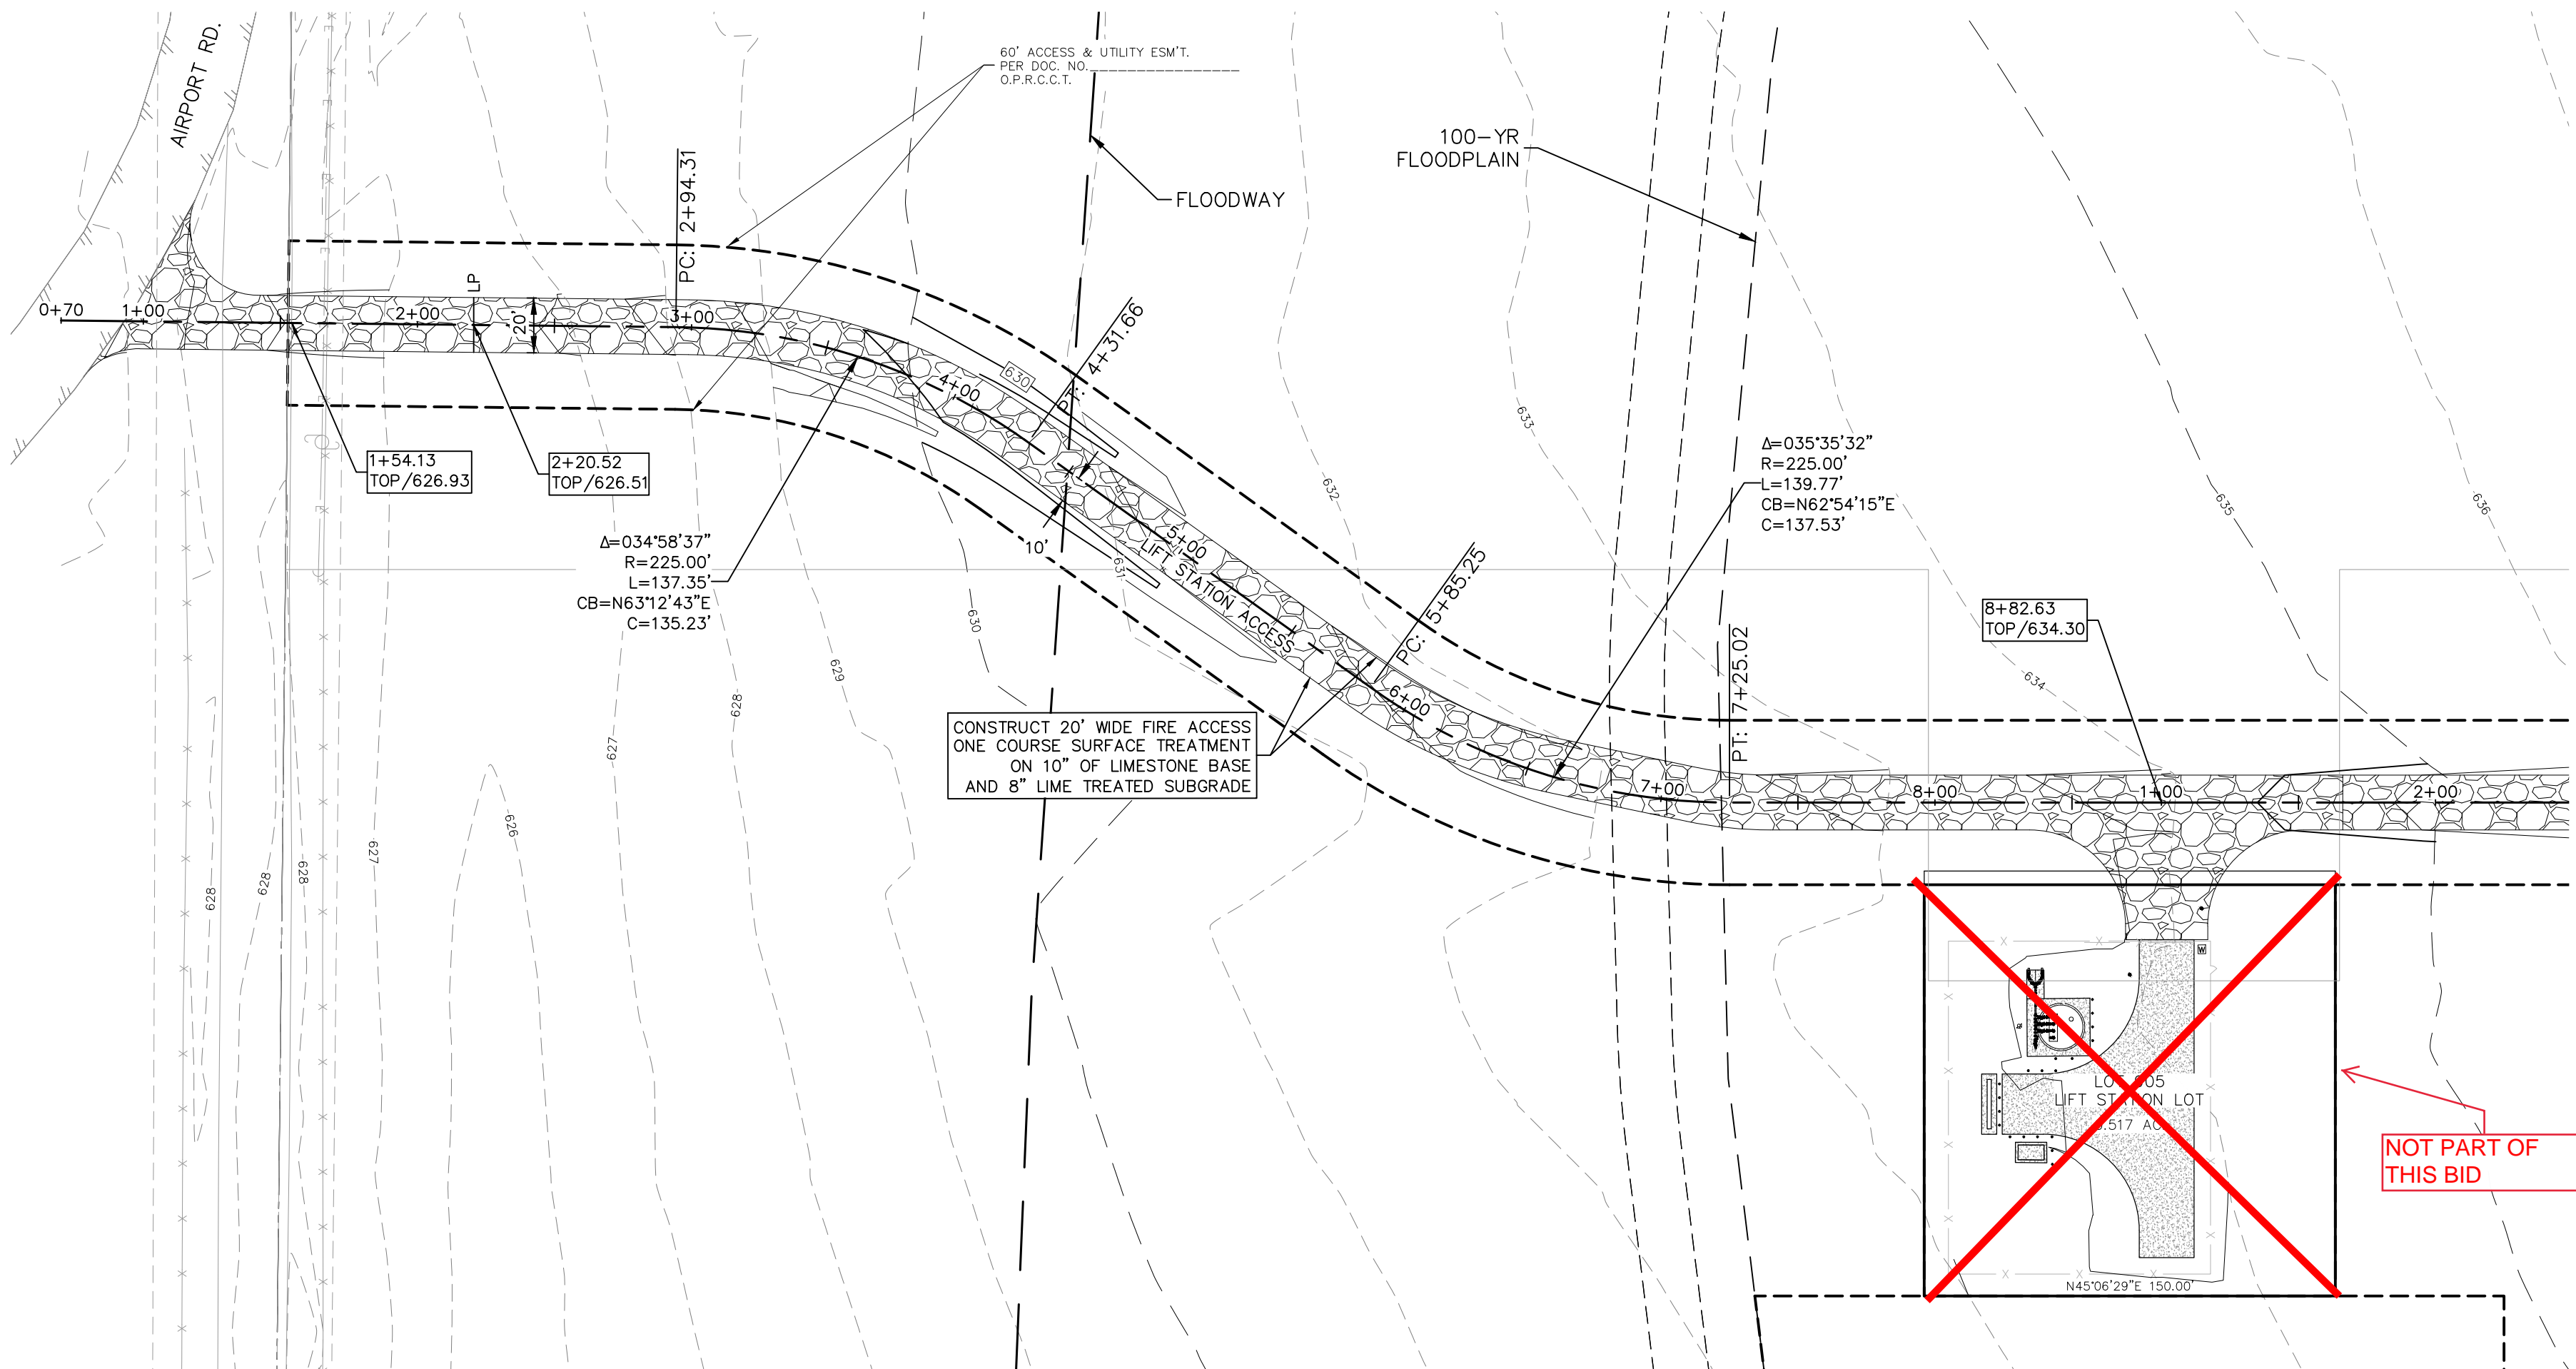 AIRPORT RD.
60' ACCESS & UTILITY ESM'T.
PER DOC. NO.________________
O.P.R.C.C.T.
FLOODWAY
100-YR
FLOODPLAIN
PC: 2+94.31
LP
0+70
1+00
2+00
20'
3+00
4+00
630
PT: 4+31.66
1+54.13
TOP/626.93
2+20.52
TOP/626.51
Δ=034°58'37"
R=225.00'
L=137.35'
CB=N63°12'43"E
C=135.23'
10'
5+00
LIFT STATION ACCESS
631
PC: 5+85.25
6+00
Δ=035°35'32"
R=225.00'
L=139.77'
CB=N62°54'15"E
C=137.53'
632
633
634
635
636
8+82.63
TOP/634.30
PT: 7+25.02
7+00
8+00
1+00
2+00
CONSTRUCT 20' WIDE FIRE ACCESS
ONE COURSE SURFACE TREATMENT
ON 10" OF LIMESTONE BASE
AND 8" LIME TREATED SUBGRADE
630
629
628
627
626
627
628
628
628
W
LIFT STATION LOT
NOT PART OF
THIS BID
N45°06'29"E 150.00'